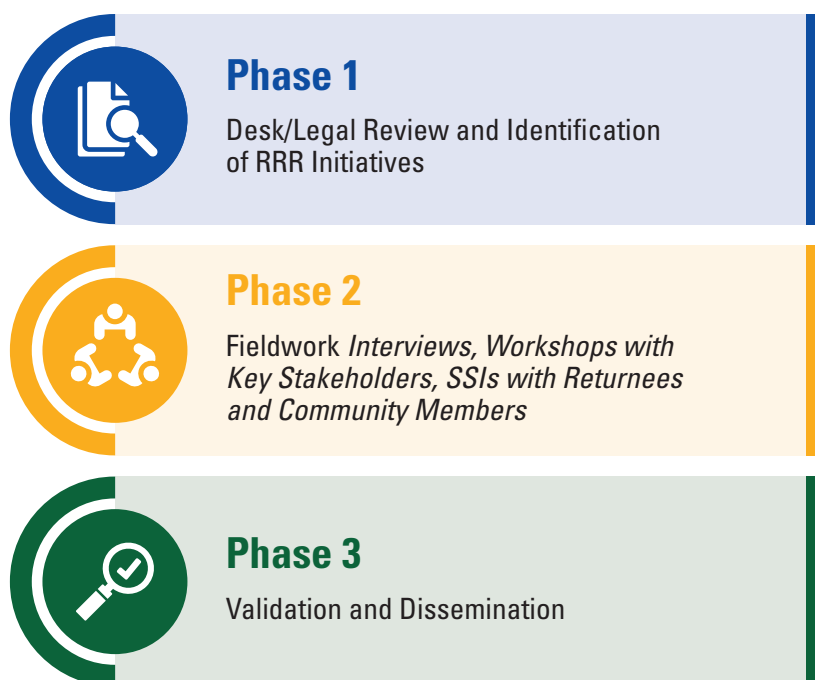 Phase 1
Desk/Legal Review and Identification
of RRR Initiatives
Phase 2
Fieldwork Interviews, Workshops with
Key Stakeholders, SSIs with Returnees
and Community Members
Phase 3
Validation and Dissemination